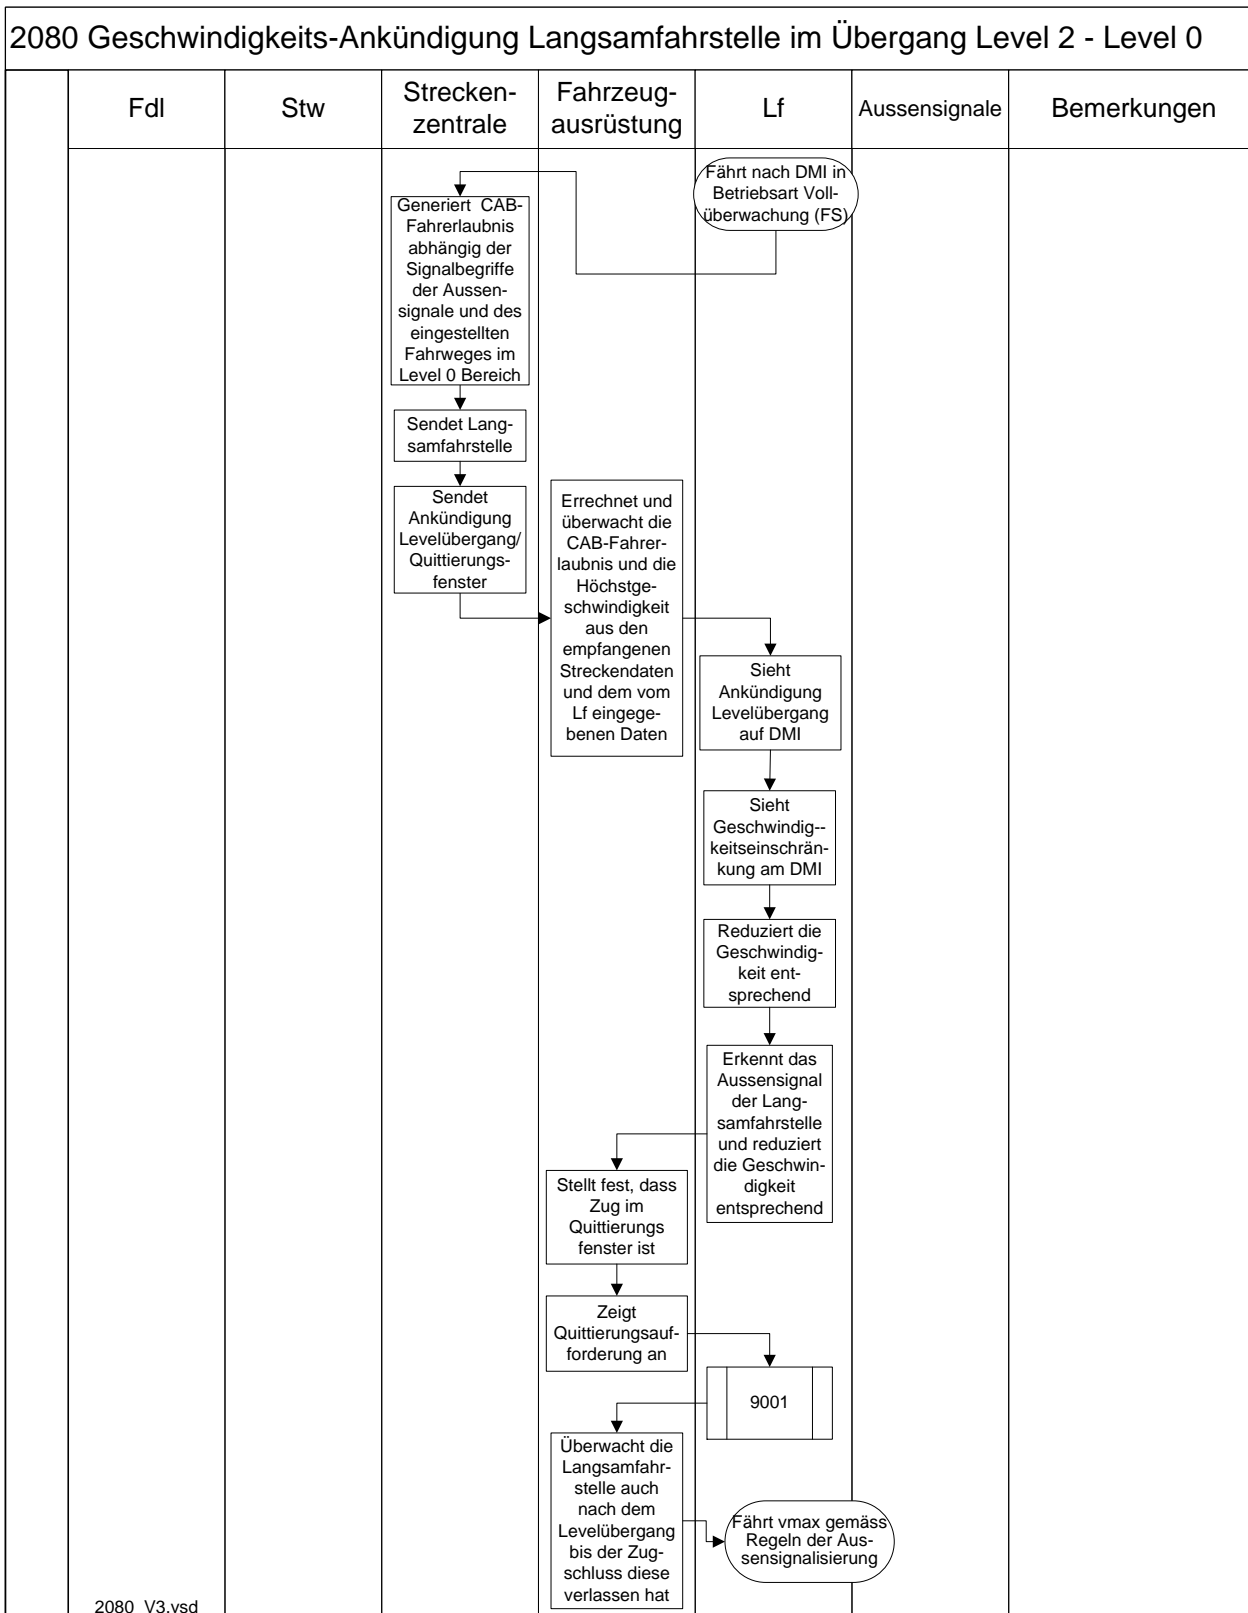 2080 Geschwindigkeits-Ankündigung Langsamfahrstelle im Übergang Level 2 - Level 0
Fdl
Stw
Strecken-
zentrale
Fahrzeug-
ausrüstung
Lf
Aussensignale
Bemerkungen
Fährt nach DMI in
Betriebsart Voll-
überwachung (FS)
Generiert CAB-
Fahrerlaubnis
abhängig der
Signalbegriffe
der Aussen-
signale und des
eingestellten
Fahrweges im
Level 0 Bereich
Sendet Lang-
samfahrstelle
Sendet
Ankündigung
Levelübergang/
Quittierungs-
fenster
Errechnet und
überwacht die
CAB-Fahrer-
laubnis und die
Höchstge-
schwindigkeit
aus den
empfangenen
Streckendaten
und dem vom
Lf eingege-
benen Daten
Sieht
Ankündigung
Levelübergang
auf DMI
Sieht
Geschwindig--
keitseinschrän-
kung am DMI
Reduziert die
Geschwindig-
keit ent-
sprechend
Erkennt das
Aussensignal
der Lang-
samfahrstelle
und reduziert
die Geschwin-
digkeit
entsprechend
Stellt fest, dass
Zug im
Quittierungs
fenster ist
Zeigt
Quittierungsauf-
forderung an
9001
Überwacht die
Langsamfahr-
stelle auch
nach dem
Levelübergang
bis der Zug-
schluss diese
verlassen hat
Fährt vmax gemäss
Regeln der Aus-
sensignalisierung
2080_V3.vsd